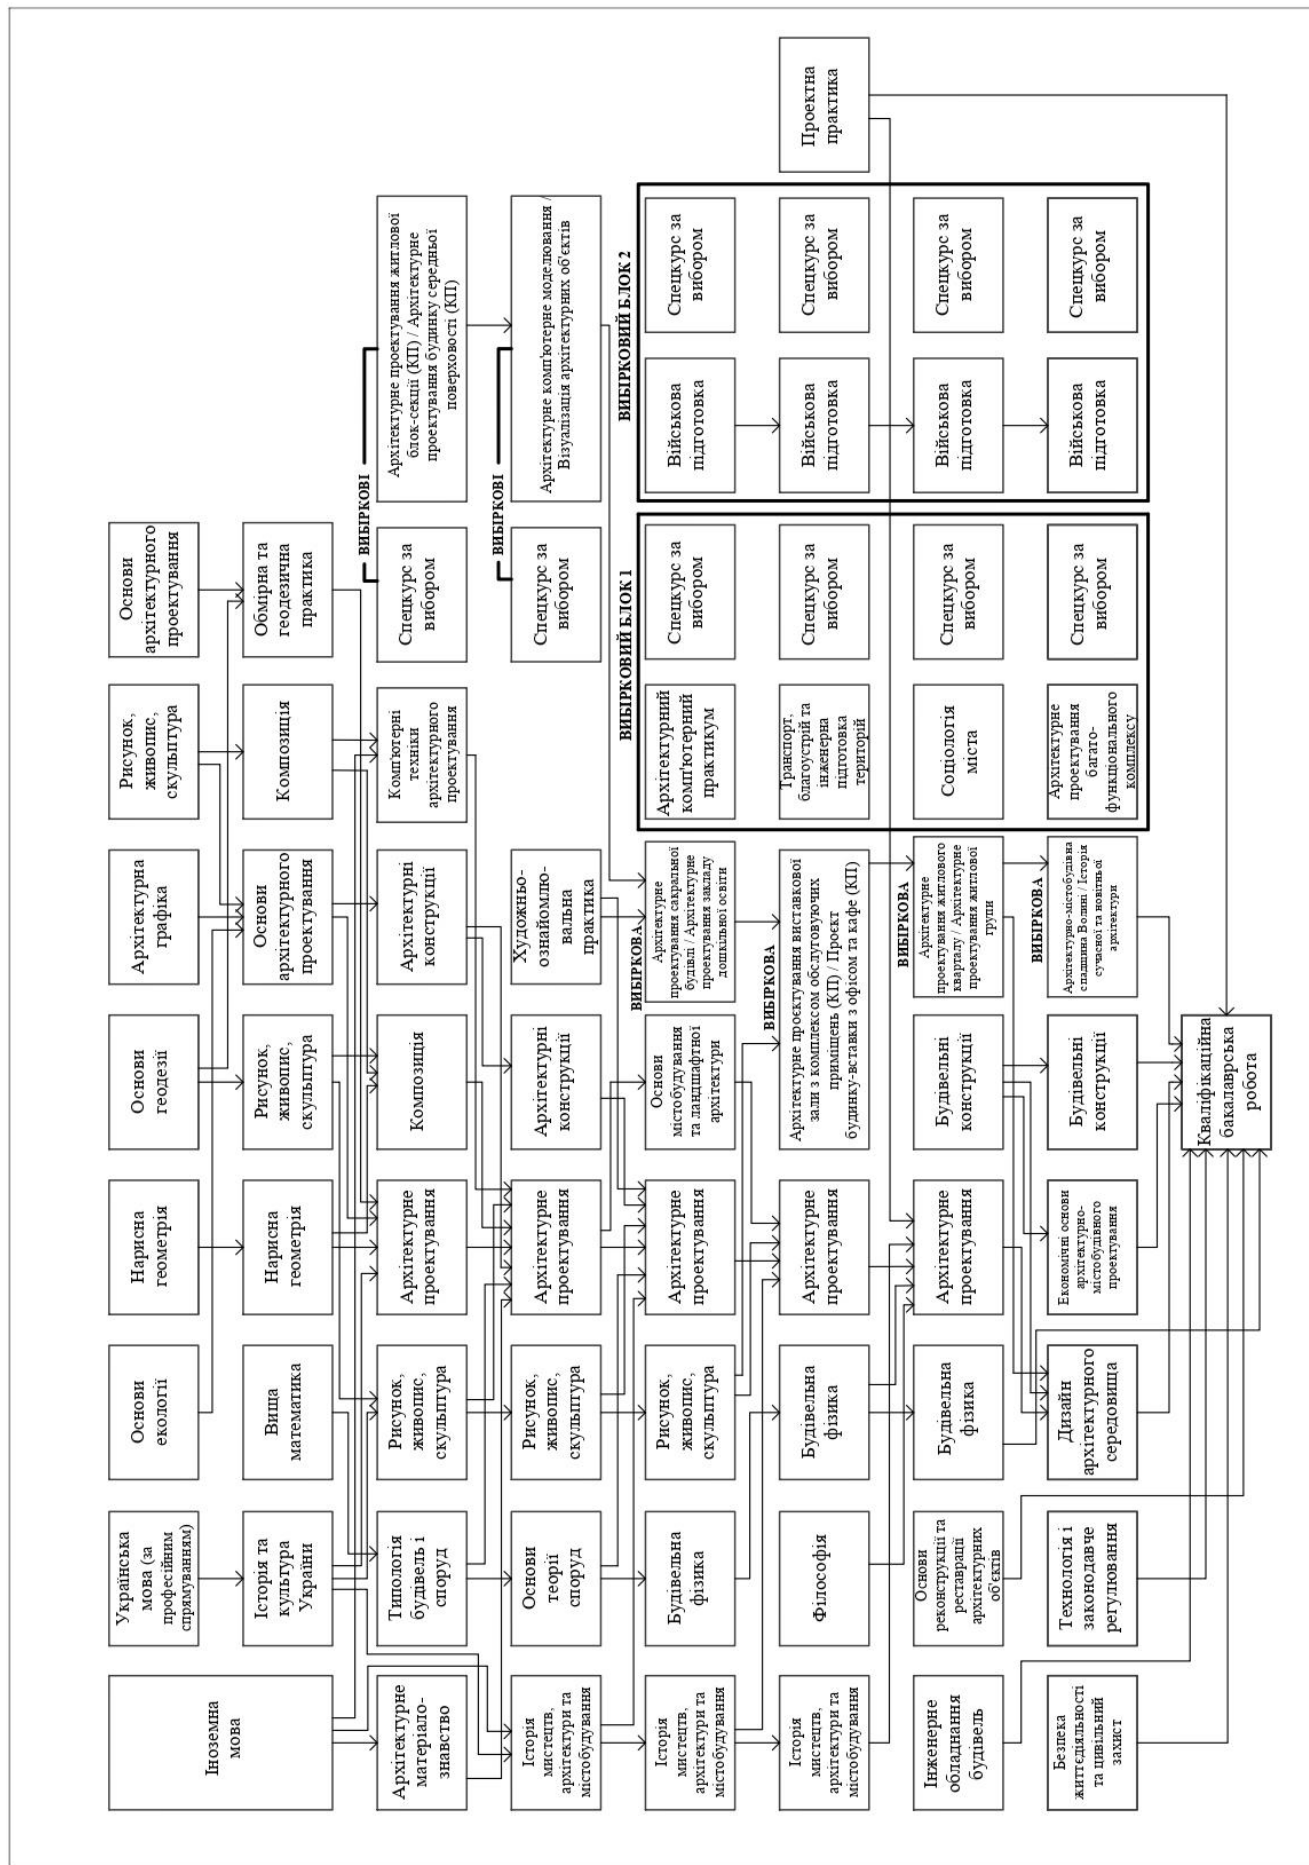 Іноземна
мова
Українська
мова (за
професійним
спрямуванням)
Основи
екології
Нарисна
геометрія
Основи
геодезії
Архітектурна
графіка
Рисунок,
живопис,
скульптура
Основи
архітектурного
проектування
Історія та
культура
України
Вища
математика
Нарисна
геометрія
Рисунок,
живопис,
скульптура
Основи
архітектурного
проектування
Композиція
Обмірна та
геодезична
практика
Архітектурне
матеріало-
знавство
Типологія
будівель і
споруд
Рисунок,
живопис,
скульптура
Архітектурне
проектування
Композиція
Архітектурні
конструкції
Комп'ютерні
техніки
архітектурного
проектування
ВИБІРКОВІ
Спецкурс за
вибором
Архітектурне проектування житлової
блок-секції (КП) / Архітектурне
проектування будинку середньої
поверховості (КП)
Історія
мистецтв,
архітектури та
містобудування
Основи
теорії
споруд
Рисунок,
живопис,
скульптура
Архітектурне
проектування
Архітектурні
конструкції
Художньо-
ознайомлю-
вальна
практика
ВИБІРКОВІ
Спецкурс за
вибором
Архітектурне комп'ютерне моделювання /
Візуалізація архітектурних об'єктів
Історія
мистецтв,
архітектури та
містобудування
Будівельна
фізика
Рисунок,
живопис,
скульптура
Архітектурне
проектування
Основи
містобудування
та ландшафтної
архітектури
ВИБІРКОВА
Архітектурне
проектування сакральної
будівлі / Архітектурне
проектування закладу
дошкільної освіти
ВИБІРКОВИЙ БЛОК 1
Архітектурний
комп'ютерний
практикум
Спецкурс за
вибором
ВИБІРКОВИЙ БЛОК 2
Військова
підготовка
Спецкурс за
вибором
Історія
мистецтв,
архітектури та
містобудування
Філософія
Будівельна
фізика
Архітектурне
проектування
ВИБІРКОВА
Архітектурне проєктування виставкової
зали з комплексом обслуговуючих
приміщень (КП) / Проєкт
будинку-вставки з офісом та кафе (КП)
Транспорт,
благоустрій та
інженерна
підготовка
територій
Спецкурс за
вибором
Військова
підготовка
Спецкурс за
вибором
Проектна
практика
Інженерне
обладнання
будівель
Основи
реконструкції та
реставрації
архітектурних
об'єктів
Будівельна
фізика
Архітектурне
проектування
Будівельні
конструкції
ВИБІРКОВА
Архітектурне
проектування житлового
кварталу / Архітектурне
проектування житлової
групи
Соціологія
міста
Спецкурс за
вибором
Військова
підготовка
Спецкурс за
вибором
Безпека
життєдіяльності
та цивільний
захист
Технологія і
законодавче
регулювання
Дизайн
архітектурного
середовища
Економічні основи
архітектурно-
містобудівного
проектування
Будівельні
конструкції
ВИБІРКОВА
Архітектурно-містобудівна
спадщина Волині / Історія
сучасної та новітньої
архітектури
Архітектурне
проектування
багато-
функціонального
комплексу
Спецкурс за
вибором
Військова
підготовка
Спецкурс за
вибором
Кваліфікаційна
бакалаврська
робота